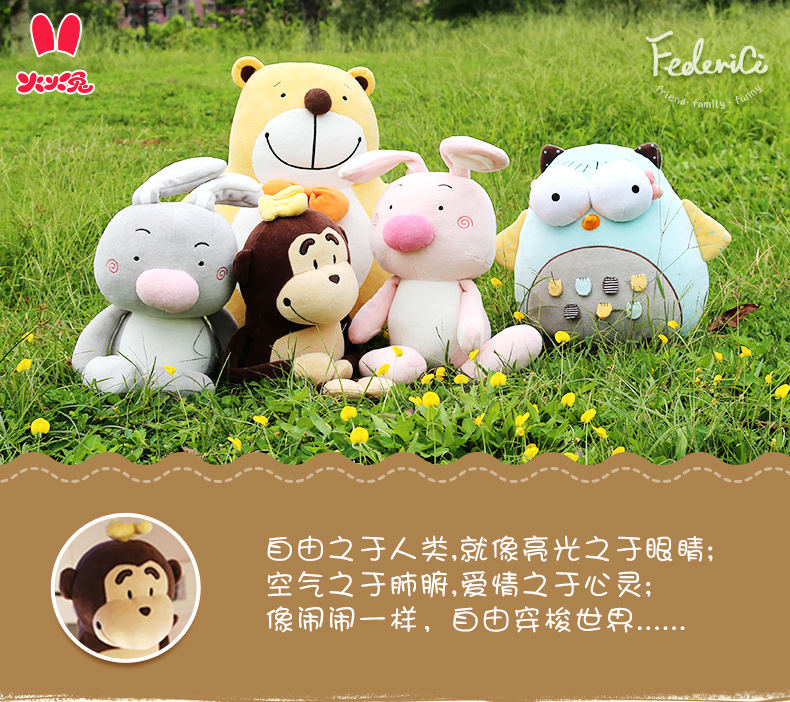 火火兔
FederiCi
friend·family·funny
自由之于人类,就像亮光之于眼睛;
空气之于肺腑,爱情之于心灵;
像闹闹一样，自由穿梭世界......